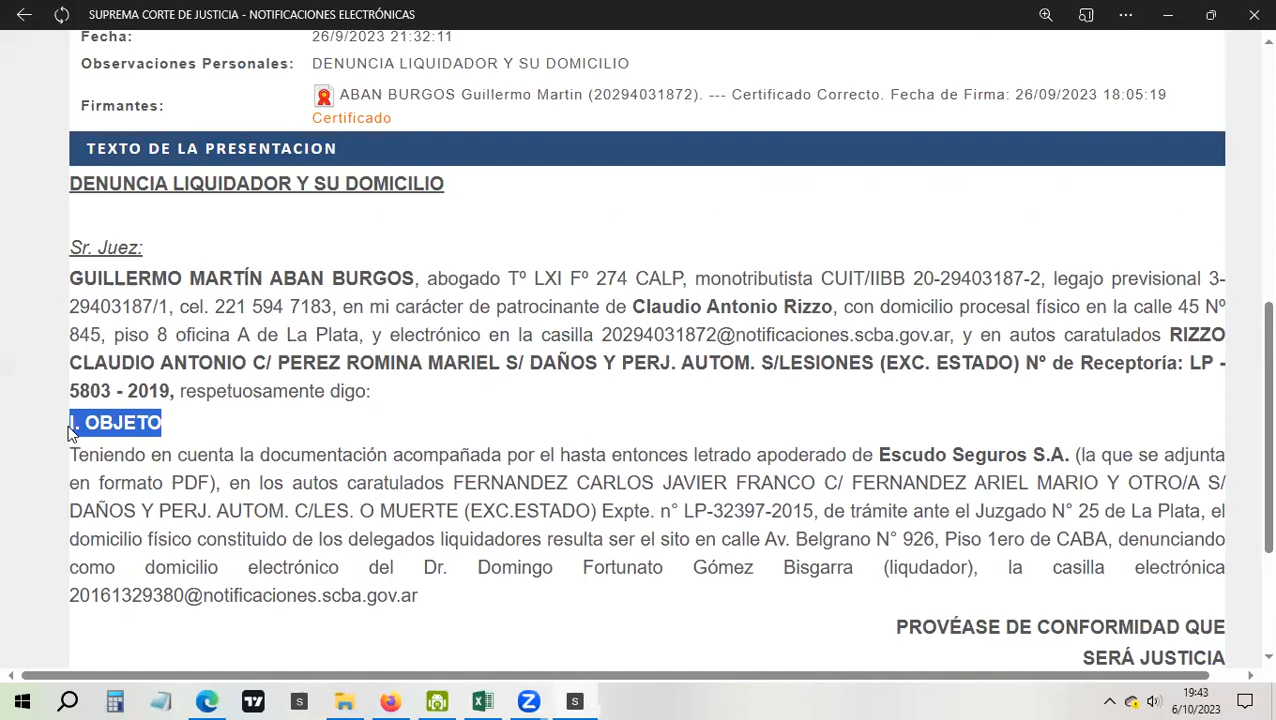 SUPREMA CORTE DE JUSTICIA - NOTIFICACIONES ELECTRÓNICAS
Fecha: 26/9/2023 21:32:11
Observaciones Personales: DENUNCIA LIQUIDADOR Y SU DOMICILIO
Firmantes: ABAN BURGOS Guillermo Martin (20294031872). --- Certificado Correcto. Fecha de Firma: 26/09/2023 18:05:19
Certificado
TEXTO DE LA PRESENTACION
DENUNCIA LIQUIDADOR Y SU DOMICILIO
Sr. Juez:
GUILLERMO MARTÍN ABAN BURGOS, abogado Tº LXI Fº 274 CALP, monotributista CUIT/IIBB 20-29403187-2, legajo previsional 3-
29403187/1, cel. 221 594 7183, en mi carácter de patrocinante de Claudio Antonio Rizzo, con domicilio procesal físico en la calle 45 Nº
845, piso 8 oficina A de La Plata, y electrónico en la casilla 20294031872@notificaciones.scba.gov.ar, y en autos caratulados RIZZO
CLAUDIO ANTONIO C/ PEREZ ROMINA MARIEL S/ DAÑOS Y PERJ. AUTOM. S/LESIONES (EXC. ESTADO) Nº de Receptoría: LP -
5803 - 2019, respetuosamente digo:
I. OBJETO
Teniendo en cuenta la documentación acompañada por el hasta entonces letrado apoderado de Escudo Seguros S.A. (la que se adjunta
en formato PDF), en los autos caratulados FERNANDEZ CARLOS JAVIER FRANCO C/ FERNANDEZ ARIEL MARIO Y OTRO/A S/
DAÑOS Y PERJ. AUTOM. C/LES. O MUERTE (EXC.ESTADO) Expte. n° LP-32397-2015, de trámite ante el Juzgado N° 25 de La Plata, el
domicilio físico constituido de los delegados liquidadores resulta ser el sito en calle Av. Belgrano N° 926, Piso 1ero de CABA, denunciando
como domicilio electrónico del Dr. Domingo Fortunato Gómez Bisgarra (liqudador), la casilla electrónica
20161329380@notificaciones.scba.gov.ar
PROVÉASE DE CONFORMIDAD QUE
SERÁ JUSTICIA
19:43
6/10/2023